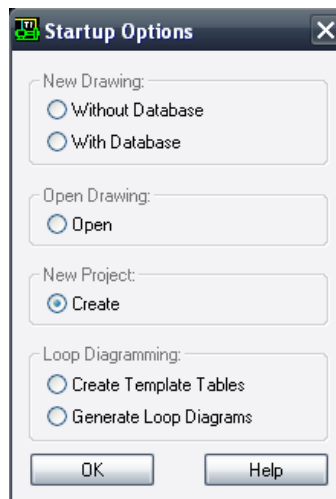 TI
Startup Options
New Drawing:
Without Database
With Database
Open Drawing:
Open
New Project:
Create
Loop Diagramming:
Create Template Tables
Generate Loop Diagrams
OK
Help